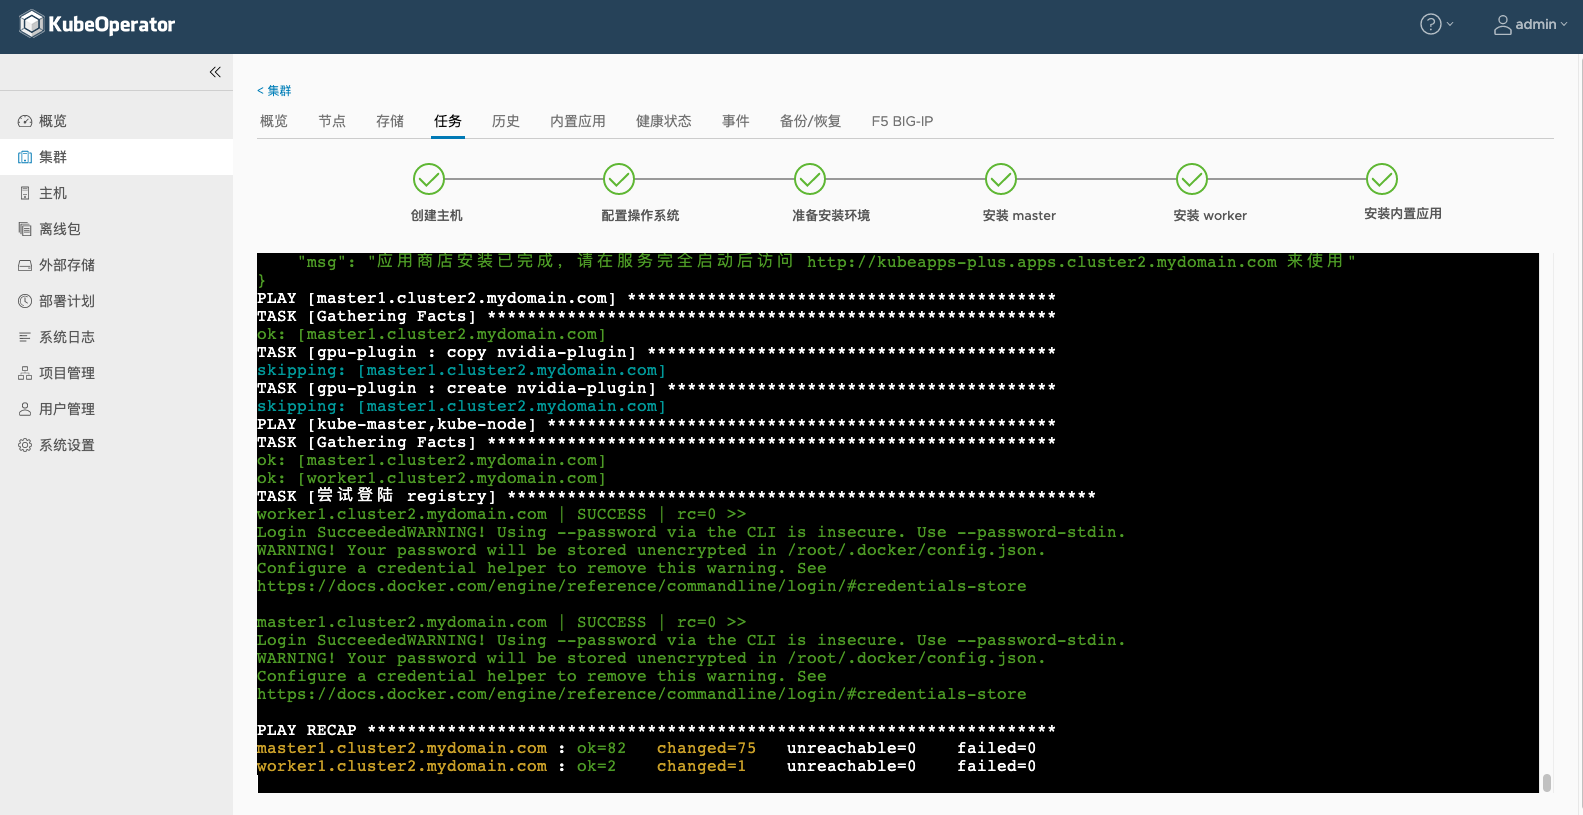 KubeOperator
? admin
概览
集群
主机
离线包
外部存储
部署计划
系统日志
项目管理
用户管理
系统设置
< 集群
概览 节点 存储 任务 历史 内置应用 健康状态 事件 备份/恢复 F5 BIG-IP
创建主机 配置操作系统 准备安装环境 安装 master 安装 worker 安装内置应用
"msg": "应用商店安装已完成, 请在服务完全启动后访问 http://kubeapps-plus.apps.cluster2.mydomain.com 来使用"
}
PLAY [master1.cluster2.mydomain.com] *******************************************
TASK [Gathering Facts] *********************************************************
ok: [master1.cluster2.mydomain.com]
TASK [gpu-plugin : copy nvidia-plugin] *****************************************
skipping: [master1.cluster2.mydomain.com]
TASK [gpu-plugin : create nvidia-plugin] ***************************************
skipping: [master1.cluster2.mydomain.com]
PLAY [kube-master,kube-node] ***************************************************
TASK [Gathering Facts] *********************************************************
ok: [master1.cluster2.mydomain.com]
ok: [worker1.cluster2.mydomain.com]
TASK [尝试登陆 registry] ***********************************************************
worker1.cluster2.mydomain.com | SUCCESS | rc=0 >>
Login SucceededWARNING! Using --password via the CLI is insecure. Use --password-stdin.
WARNING! Your password will be stored unencrypted in /root/.docker/config.json.
Configure a credential helper to remove this warning. See
https://docs.docker.com/engine/reference/commandline/login/#credentials-store
master1.cluster2.mydomain.com | SUCCESS | rc=0 >>
Login SucceededWARNING! Using --password via the CLI is insecure. Use --password-stdin.
WARNING! Your password will be stored unencrypted in /root/.docker/config.json.
Configure a credential helper to remove this warning. See
https://docs.docker.com/engine/reference/commandline/login/#credentials-store
PLAY RECAP *********************************************************************
master1.cluster2.mydomain.com : ok=82 changed=75 unreachable=0 failed=0
worker1.cluster2.mydomain.com : ok=2 changed=1 unreachable=0 failed=0